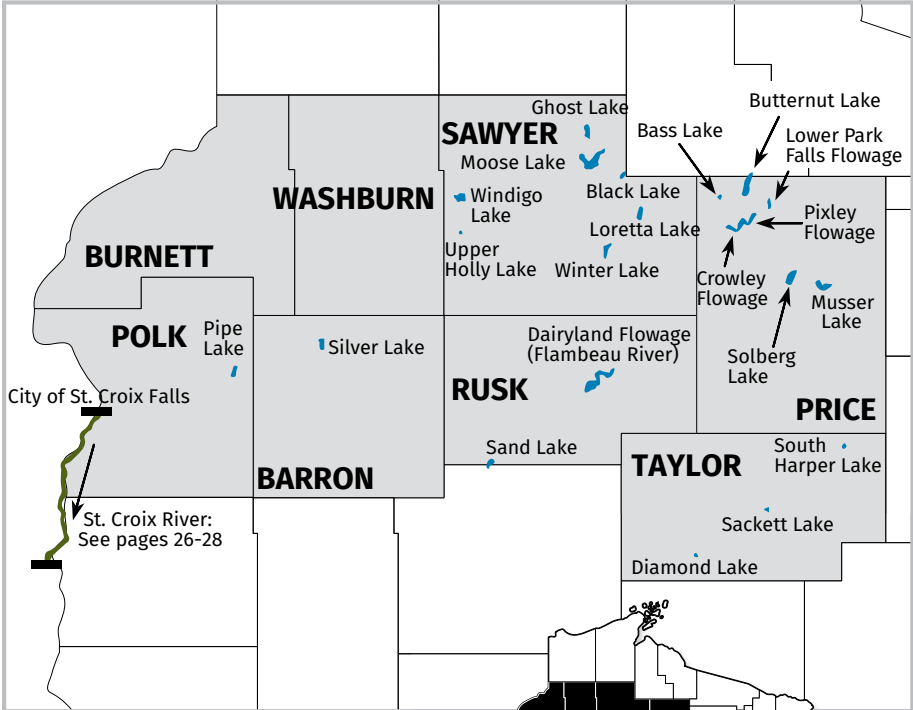 Ghost Lake
Butternut Lake
SAWYER
Bass Lake
Lower Park
Falls Flowage
Moose Lake
Black Lake
WASHBURN
Windigo
Lake
Loretta Lake
Pixley
Flowage
Upper
Holly Lake
BURNETT
Winter Lake
Crowley
Flowage
Musser
Lake
POLK
Pipe
Lake
Silver Lake
Dairyland Flowage
(Flambeau River)
Solberg
Lake
RUSK
City of St. Croix Falls
PRICE
Sand Lake
South
Harper Lake
TAYLOR
BARRON
St. Croix River:
See pages 26-28
Sackett Lake
Diamond Lake